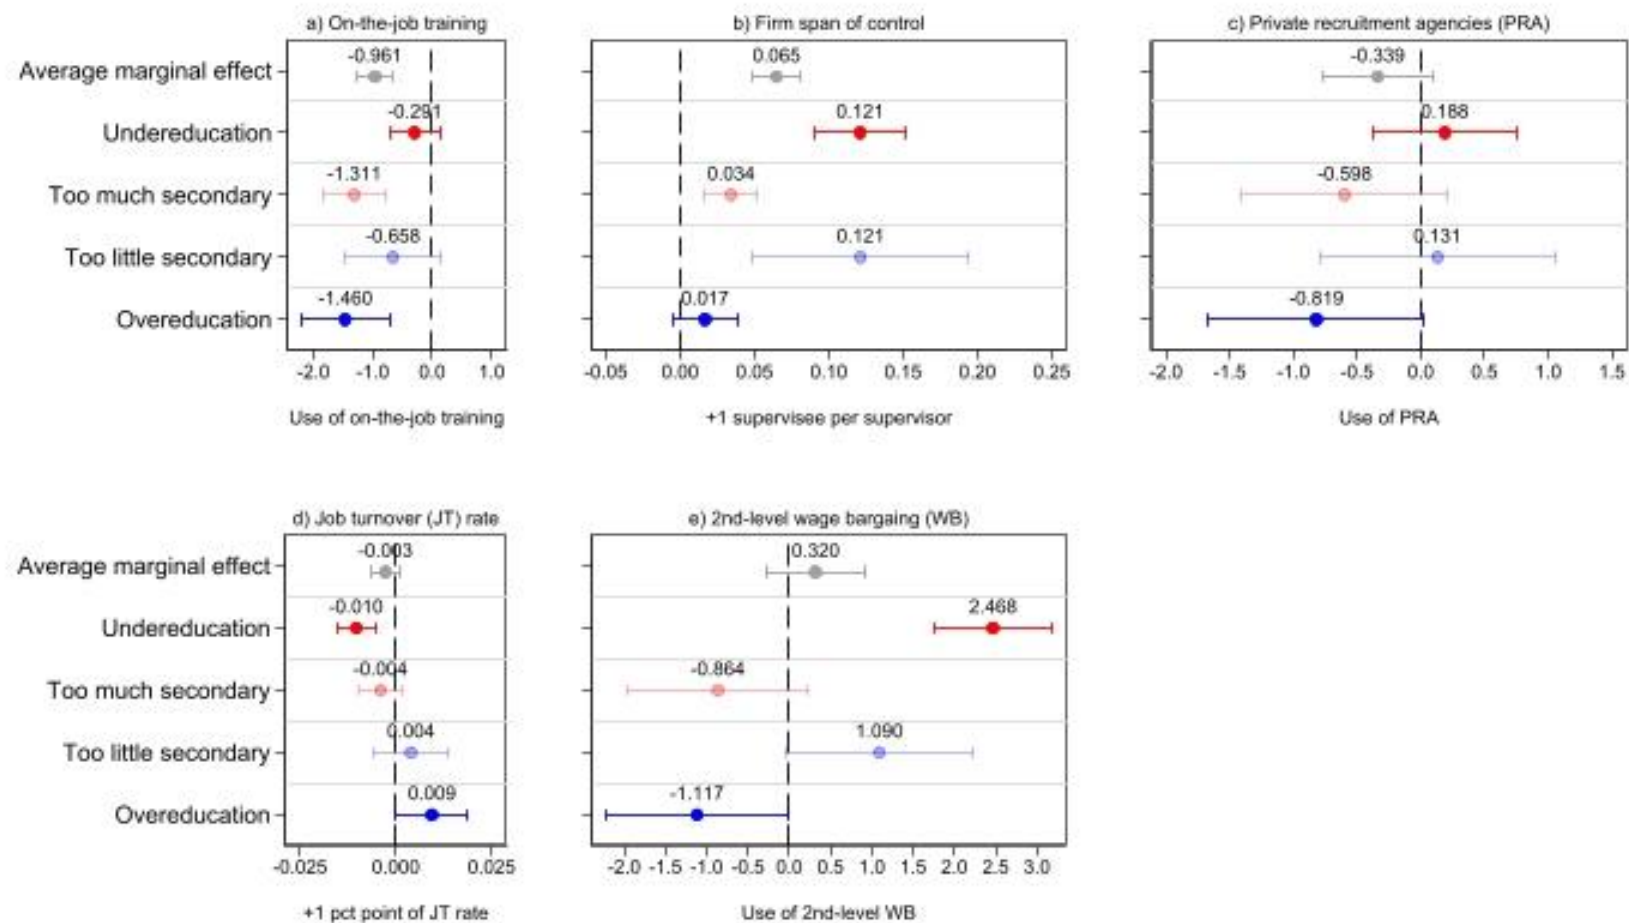 a) On-the-job training
b) Firm span of control
c) Private recruitment agencies (PRA)
Average marginal effect
-0.961
0.065
-0.339
Undereducation
-0.291
0.121
0.188
Too much secondary
-1.311
0.034
-0.598
Too little secondary
-0.658
0.121
0.131
Overeducation
-1.460
0.017
-0.819
-2.0 -1.0 0.0 1.0
-0.05 0.00 0.05 0.10 0.15 0.20 0.25
-2.0 -1.5 -1.0 -0.5 0.0 0.5 1.0 1.5
Use of on-the-job training
+1 supervisee per supervisor
Use of PRA
d) Job turnover (JT) rate
e) 2nd-level wage bargaing (WB)
Average marginal effect
-0.003
0.320
Undereducation
-0.010
2.468
Too much secondary
-0.004
-0.864
Too little secondary
0.004
1.090
Overeducation
0.009
-1.117
-0.025 0.000 0.025
-2.0 -1.5 -1.0 -0.5 0.0 0.5 1.0 1.5 2.0 2.5 3.0
+1 pct point of JT rate
Use of 2nd-level WB